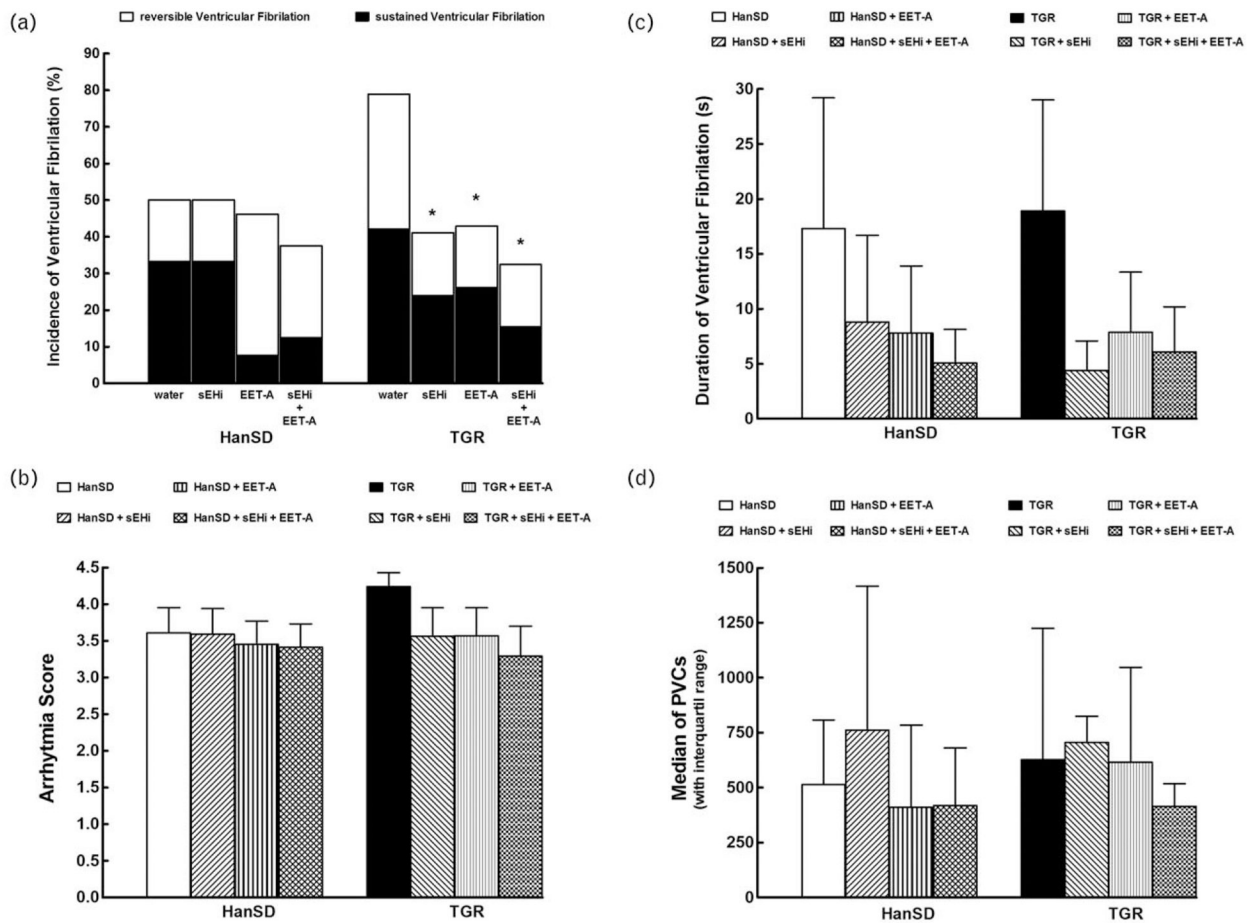 (a)
reversible Ventricular Fibrilation sustained Ventricular Fibrilation
Incidence of Ventricular Fibrilation (%)
90
80
70
60
50
40
30
20
10
0
* * *
water sEHi EET-A sEHi + EET-A water sEHi EET-A sEHi + EET-A
HanSD TGR
(b)
HanSD HanSD + EET-A TGR TGR + EET-A
HanSD + sEHi HanSD + sEHi + EET-A TGR + sEHi TGR + sEHi + EET-A
Arrhytmia Score
4.5
4.0
3.5
3.0
2.5
2.0
1.5
1.0
0.5
0.0
HanSD TGR
(c)
HanSD HanSD + EET-A TGR TGR + EET-A
HanSD + sEHi HanSD + sEHi + EET-A TGR + sEHi TGR + sEHi + EET-A
Duration of Ventricular Fibrilation (s)
30
25
20
15
10
5
0
HanSD TGR
(d)
HanSD HanSD + EET-A TGR TGR + EET-A
HanSD + sEHi HanSD + sEHi + EET-A TGR + sEHi TGR + sEHi + EET-A
Median of PVCs
(with interquartil range)
1500
1250
1000
750
500
250
0
HanSD TGR